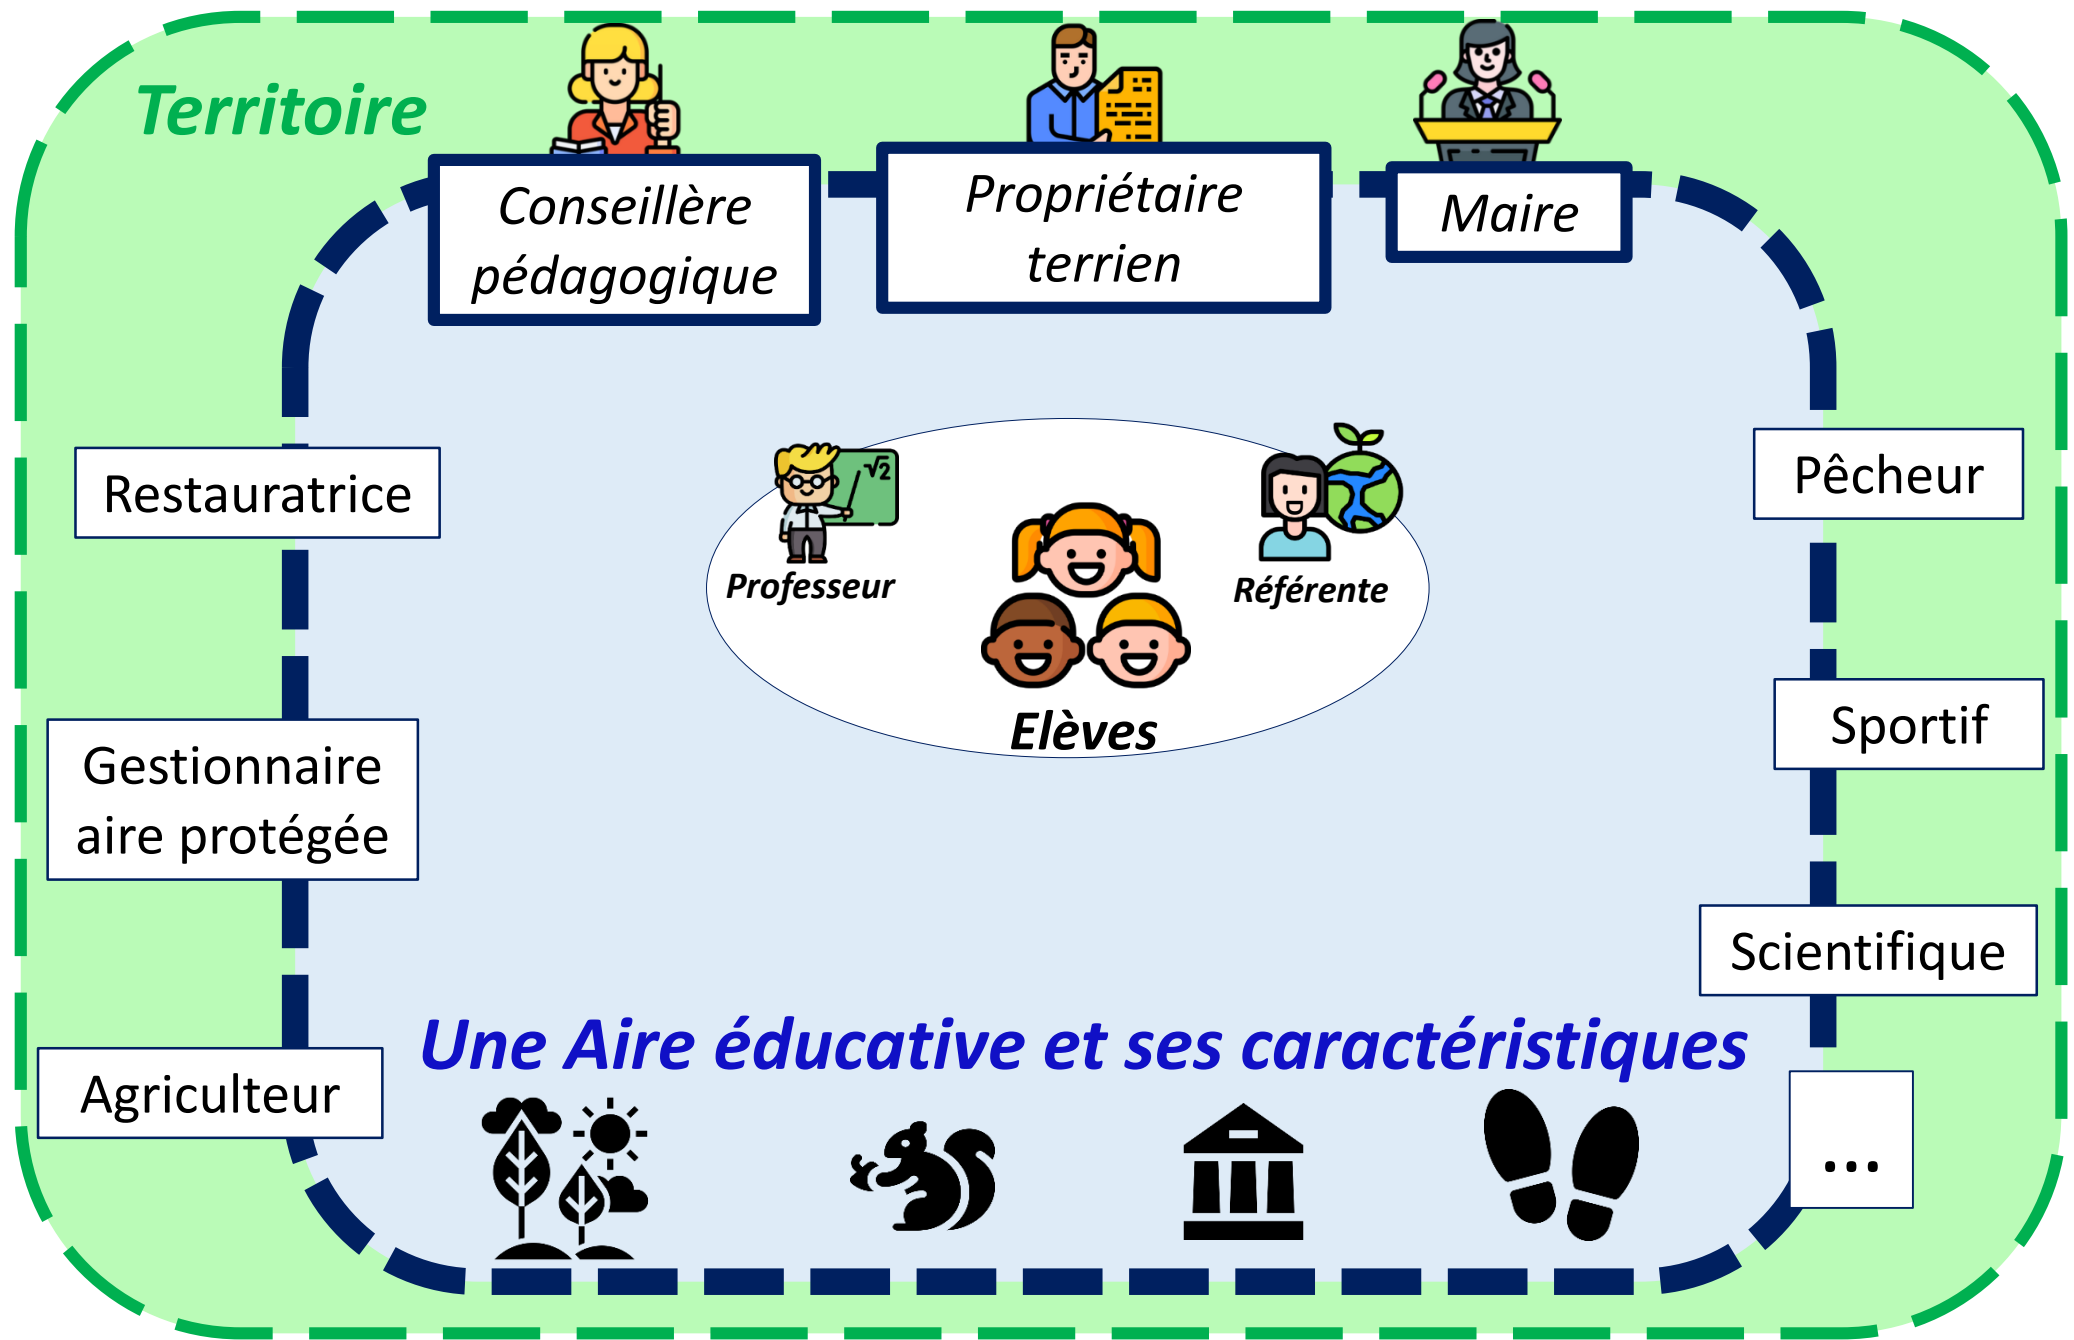 Territoire
Conseillère
pédagogique
Propriétaire
terrien
Maire
Restauratrice
Pêcheur
√2
Professeur
Référente
Elèves
Gestionnaire
aire protégée
Sportif
Scientifique
Une Aire éducative et ses caractéristiques
Agriculteur
...